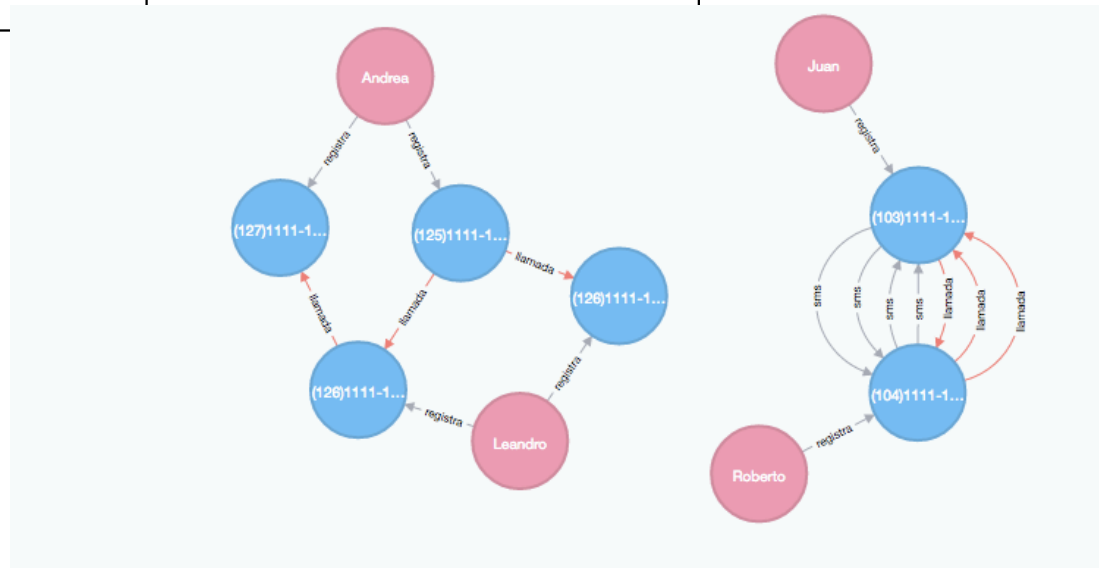 Andrea
registra
registra
(127)1111-1...
(125)1111-1...
llamada
(126)1111-1...
llamada
llamada
(126)1111-1...
registra
registra
Leandro
Juan
registra
(103)1111-1...
sms
sms
sms
sms
llamada
llamada
llamada
(104)1111-1...
registra
Roberto